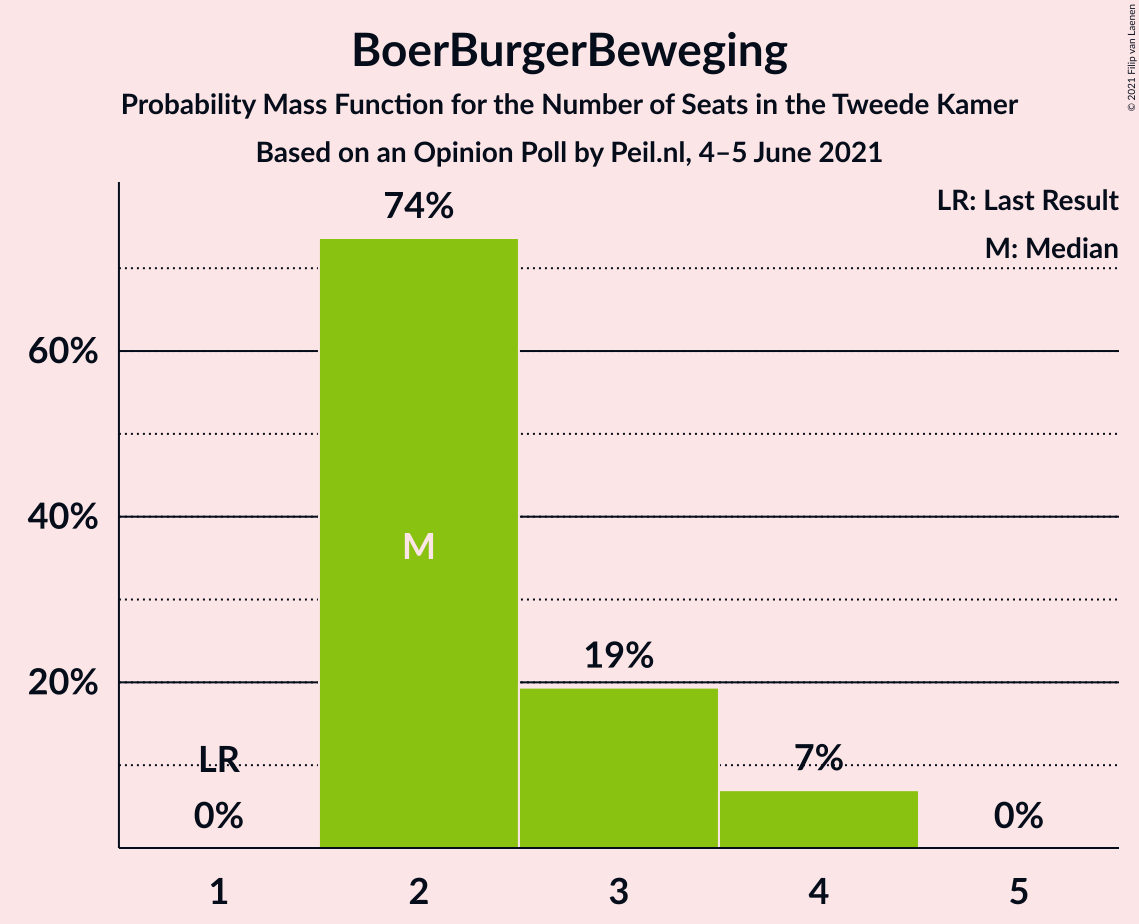 BoerBurgerBeweging
Probability Mass Function for the Number of Seats in the Tweede Kamer
Based on an Opinion Poll by Peil.nl, 4–5 June 2021
© 2021 Filip van Laenen
LR: Last Result
M: Median
74%
60%
40%
M
19%
20%
LR
7%
0%
0%
1
2
3
4
5